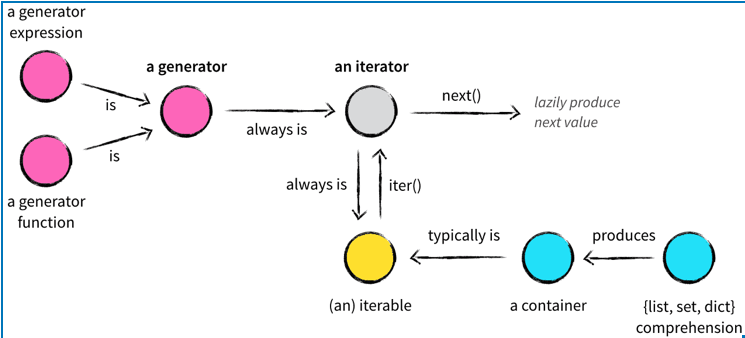 a generator
expression
is
a generator
is
a generator
function
always is
an iterator
next()
lazily produce
next value
always is
iter()
(an) iterable
typically is
a container
produces
{list, set, dict}
comprehension